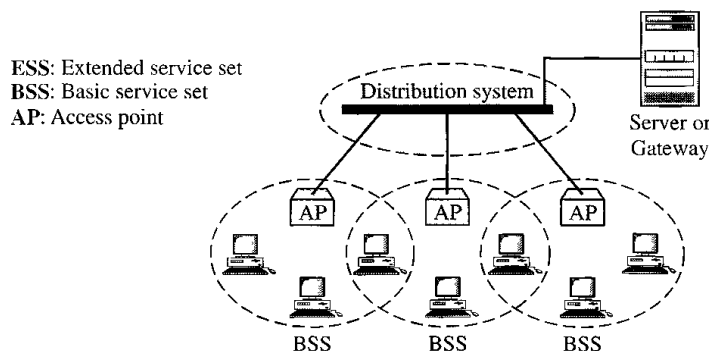 ESS: Extended service set
BSS: Basic service set
AP: Access point
Distribution system
Server or
Gateway
AP
AP
AP
BSS
BSS
BSS